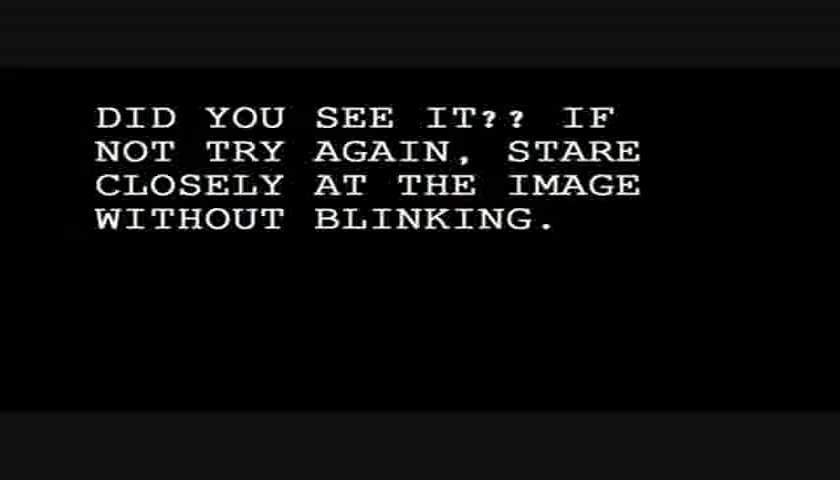 DID YOU SEE IT?? IF
NOT TRY AGAIN, STARE
CLOSELY AT THE IMAGE
WITHOUT BLINKING.